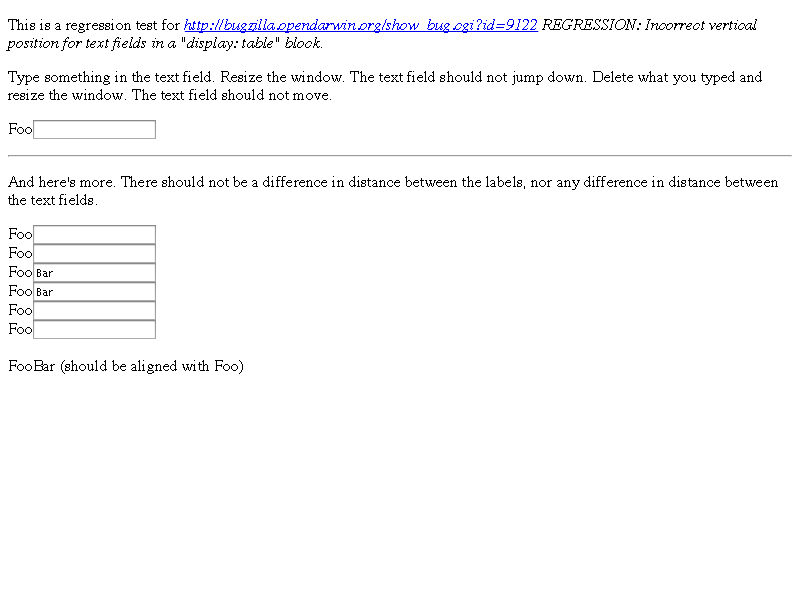 This is a regression test for http://bugzilla.opendarwin.org/show_bug.cgi?id=9122 REGRESSION: Incorrect vertical
position for text fields in a "display: table" block.
Type something in the text field. Resize the window. The text field should not jump down. Delete what you typed and
resize the window. The text field should not move.
Foo
And here's more. There should not be a difference in distance between the labels, nor any difference in distance between
the text fields.
Foo
Foo
Foo Bar
Foo Bar
Foo
Foo
FooBar (should be aligned with Foo)